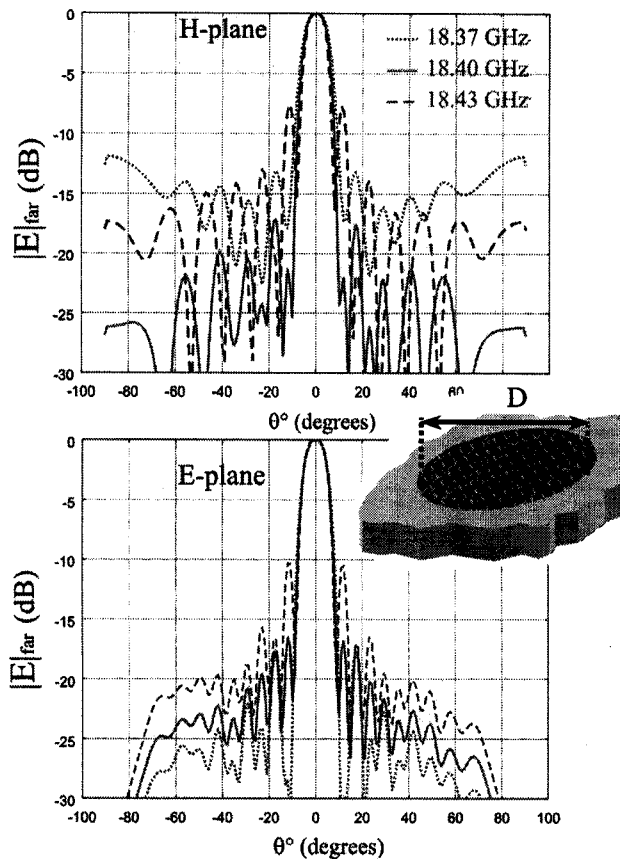 H-plane
18.37 GHz
18.40 GHz
18.43 GHz
|E|far (dB)
0
-5
-10
-15
-20
-25
-30
-100 -80 -60 -40 -20 0 20 40 60
θ° (degrees)
D
E-plane
|E|far (dB)
0
-5
-10
-15
-20
-25
-30
-100 -80 -60 -40 -20 0 20 40 60 80 100
θ° (degrees)